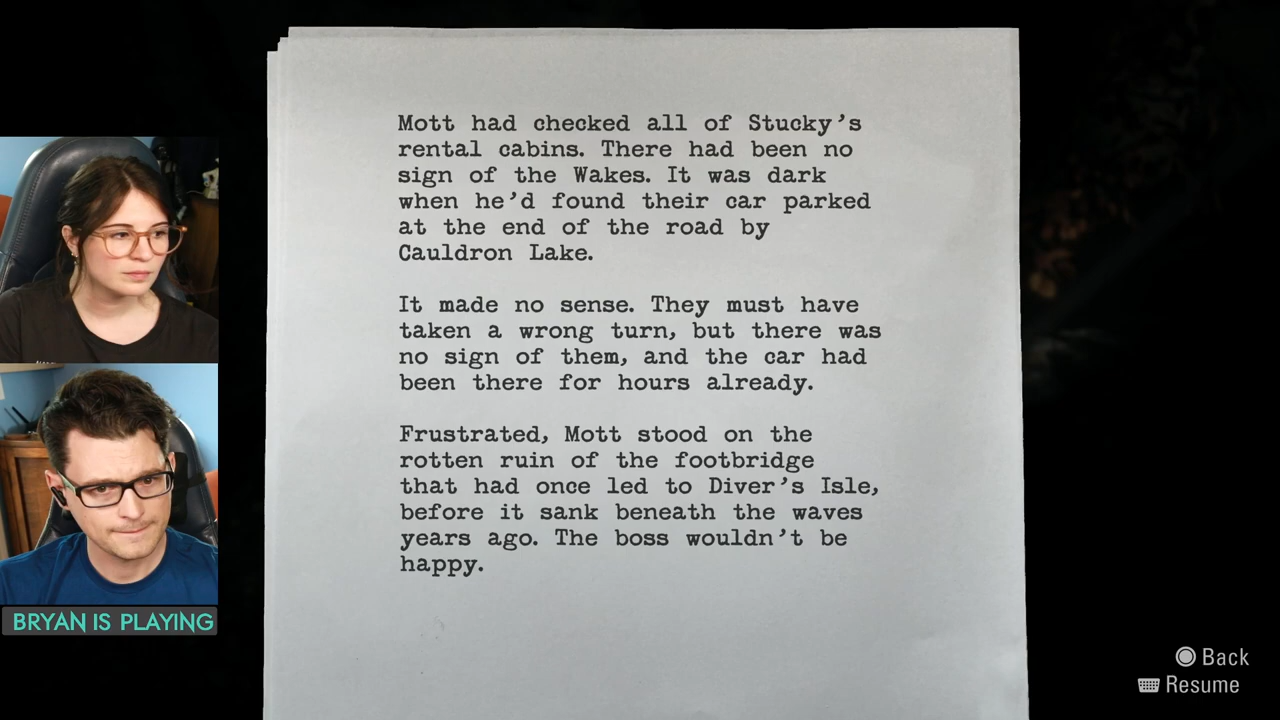 Mott had checked all of Stucky's
rental cabins. There had been no
sign of the Wakes. It was dark
when he'd found their car parked
at the end of the road by
Cauldron Lake.
It made no sense. They must have
taken a wrong turn, but there was
no sign of them, and the car had
been there for hours already.
Frustrated, Mott stood on the
rotten ruin of the footbridge
that had once led to Diver's Isle,
before it sank beneath the waves
years ago. The boss wouldn't be
happy.
BRYAN IS PLAYING
Back
Resume